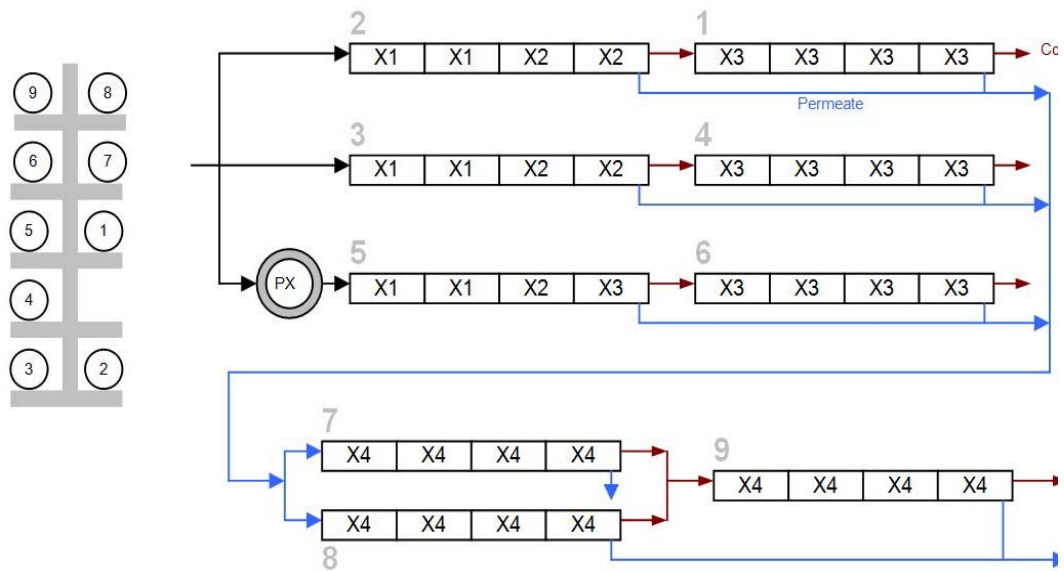 2 1
X1 X1 X2 X2 X3 X3 X3 X3 Co
Permeate
3 4
X1 X1 X2 X2 X3 X3 X3 X3
5 6
PX X1 X1 X2 X3 X3 X3 X3 X3
7 9
X4 X4 X4 X4
X4 X4 X4 X4
X4 X4 X4 X4
8
9 8
6 7
5 1
4
3 2